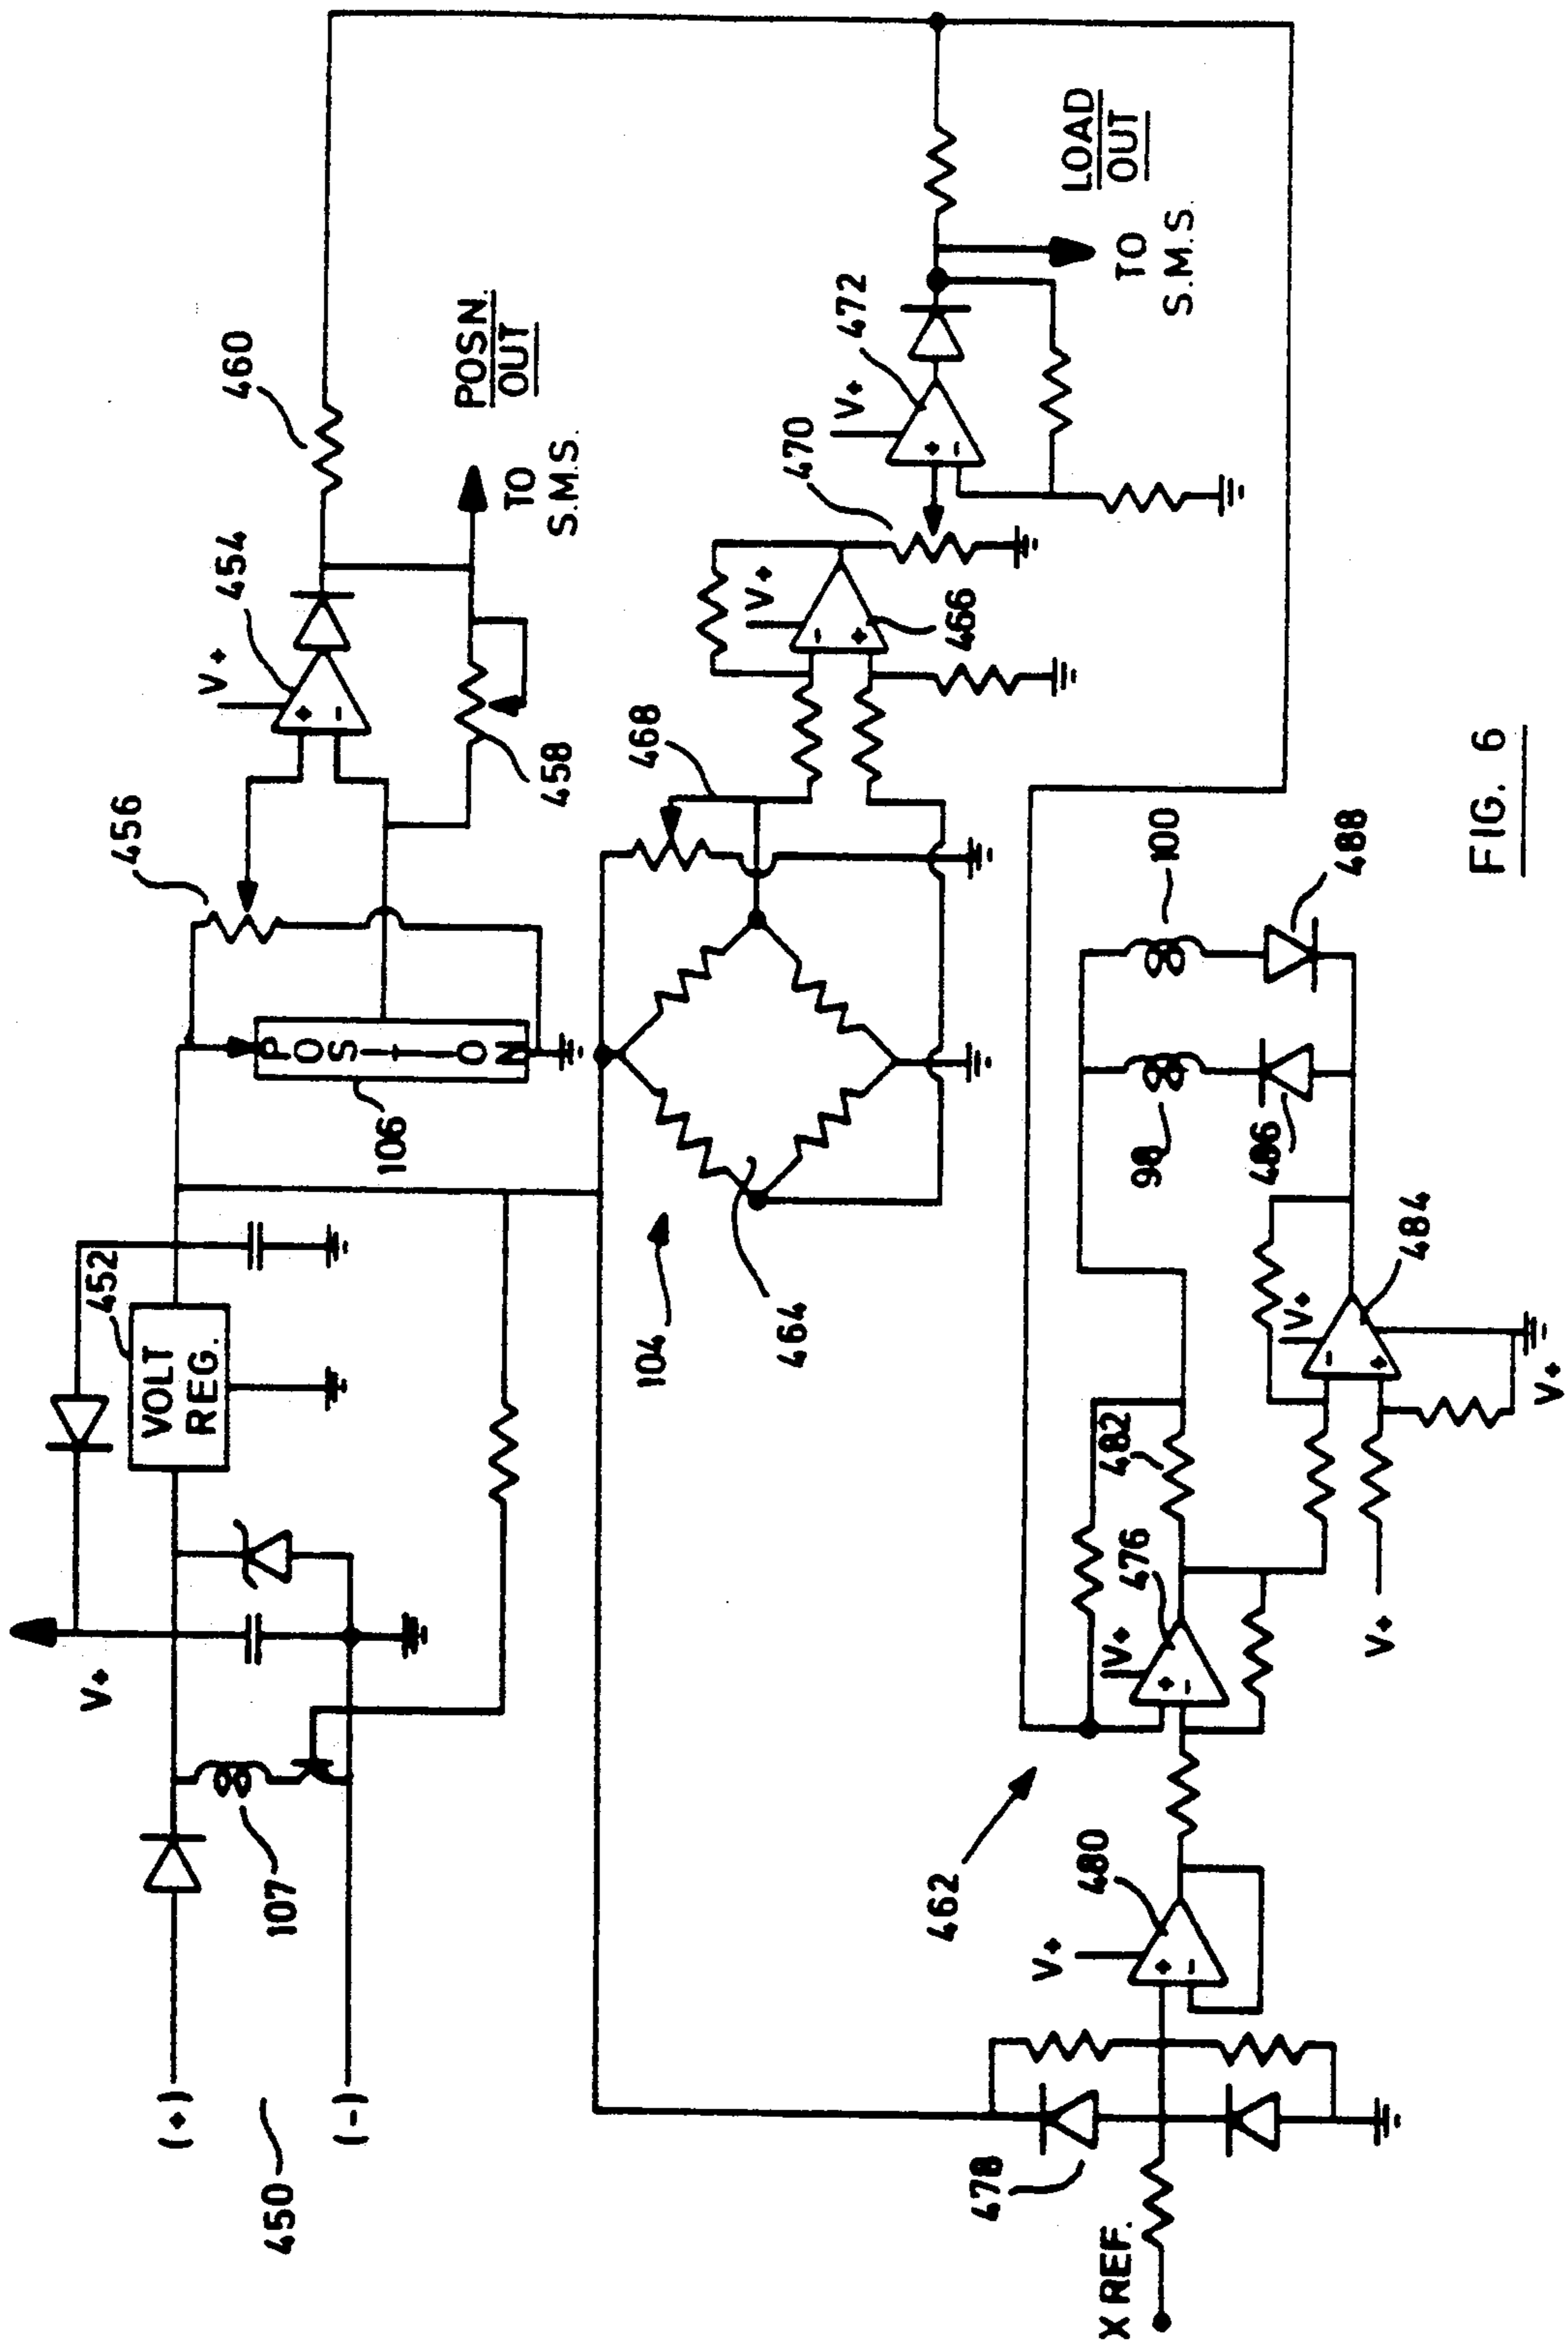 (+)
450
(-)
107
V+
452
VOLT
REG.
106
POSITION
456
V+
454
+
-
458
460
POSN.
OUT
TO
S.M.S.
104
464
468
V+
-
+
466
470
V+
472
+
-
LOAD
OUT
TO
S.M.S.
X REF.
478
V+
480
+
-
462
V+
476
+
-
482
V+
V+
-
+
484
V+
98
486
100
488
FIG. 6